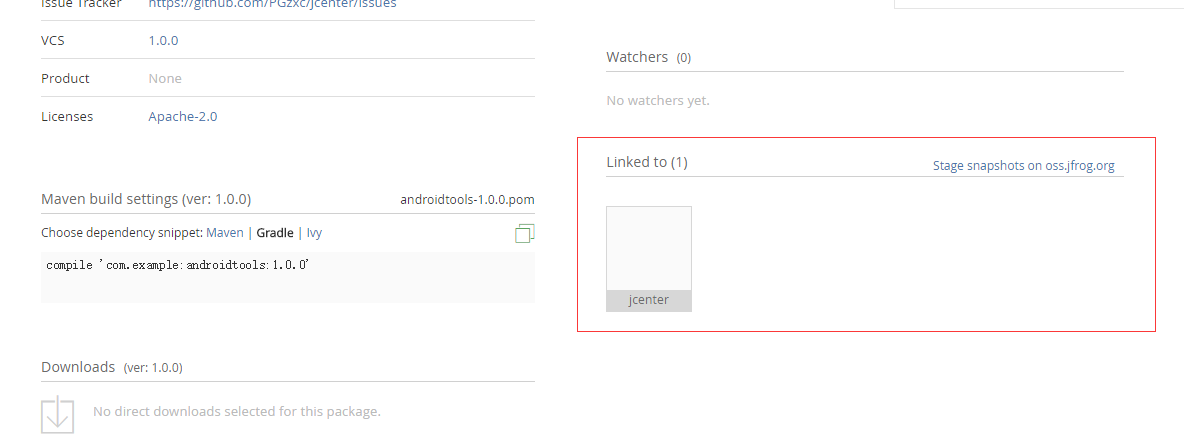 Issue Tracker https://github.com/PGzxc/jcenter/issues
VCS 1.0.0
Product None
Licenses Apache-2.0
Maven build settings (ver: 1.0.0) androidtools-1.0.0.pom
Choose dependency snippet: Maven | Gradle | Ivy
compile 'com.example:androidtools:1.0.0'
Downloads (ver: 1.0.0)
No direct downloads selected for this package.
Watchers (0)
No watchers yet.
Linked to (1) Stage snapshots on oss.jfrog.org
jcenter